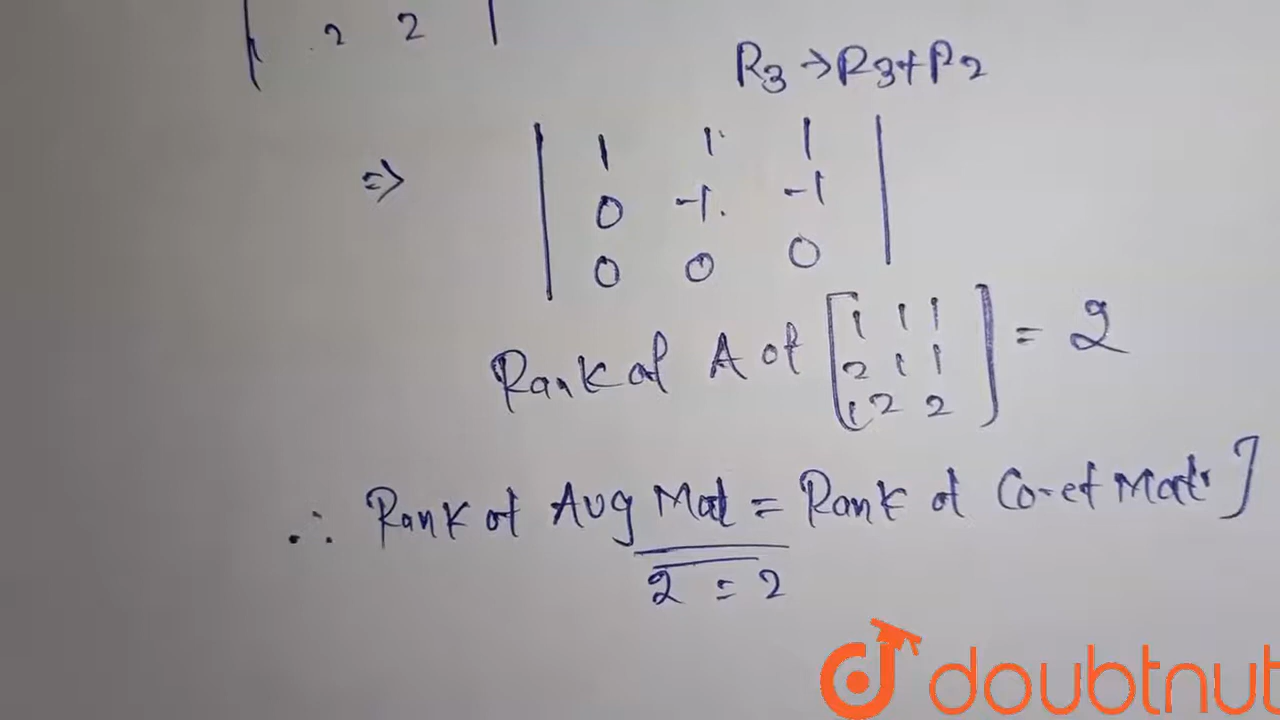 2 2
R3 → R3 + R2
⇒
1 1 1
0 -1 -1
0 0 0
Rank of A of [1 1 1
2 1 1
1 2 2] = 2
∴ Rank of Aug Mat = Rank of Co-ef Mat ]
2 = 2
doubtnut